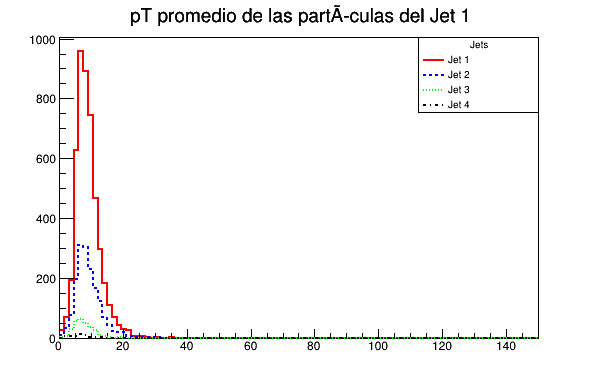 pT promedio de las partÃ-culas del Jet 1
1000
800
600
400
200
0
0 20 40 60 80 100 120 140
Jets
Jet 1
Jet 2
Jet 3
Jet 4